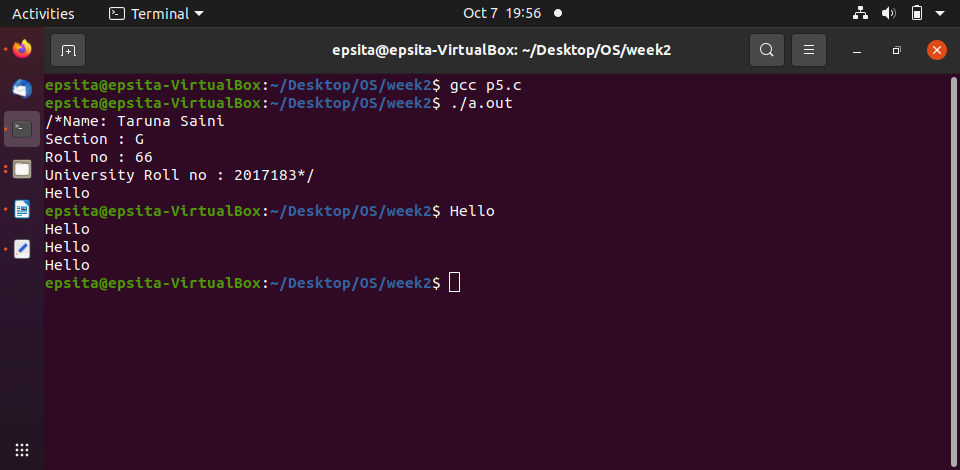 Activities Terminal Oct 7 19:56
epsita@epsita-VirtualBox: ~/Desktop/OS/week2
epsita@epsita-VirtualBox:~/Desktop/OS/week2$ gcc p5.c
epsita@epsita-VirtualBox:~/Desktop/OS/week2$ ./a.out
/*Name: Taruna Saini
Section : G
Roll no : 66
University Roll no : 2017183*/
Hello
epsita@epsita-VirtualBox:~/Desktop/OS/week2$ Hello
Hello
Hello
Hello
epsita@epsita-VirtualBox:~/Desktop/OS/week2$